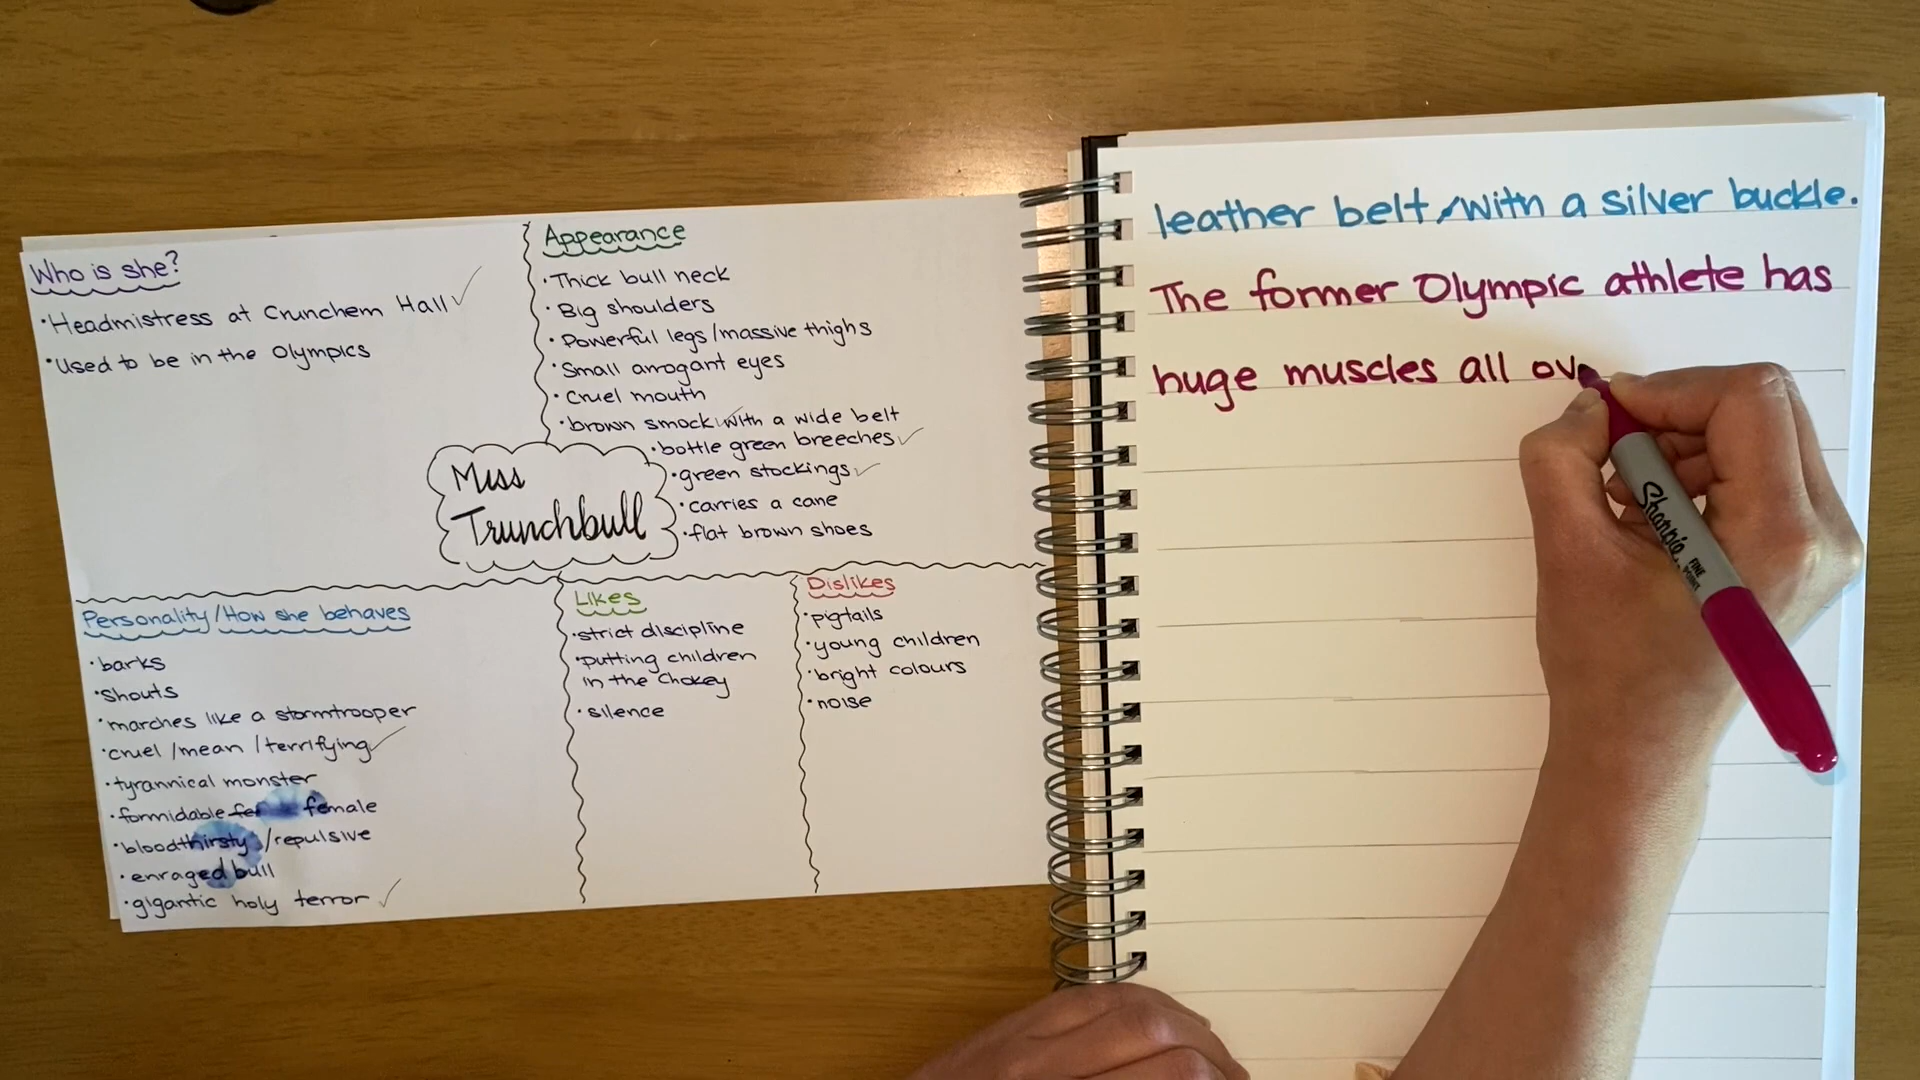 Who is she?
•Headmistress at Crunchem Hall ✓
•Used to be in the Olympics
Appearance
•Thick bull neck
•Big shoulders
•Powerful legs/massive thighs
•Small arrogant eyes
•Cruel mouth
•brown smock with a wide belt
•bottle green breeches ✓
•green stockings ✓
•carries a cane
•flat brown shoes
Miss
Trunchbull
Personality/How she behaves
•barks
•shouts
•marches like a stormtrooper
•cruel/mean/terrifying ✓
•tyrannical monster
•formidable fem female
•bloodthirsty/repulsive
•enraged bull
•gigantic holy terror ✓
Likes
•strict discipline
•putting children
in the Chokey
•silence
Dislikes
•pigtails
•young children
•bright colours
•noise
leather belt, with a silver buckle.
The former Olympic athlete has
huge muscles all ov
Sharpie
FINE
POINT